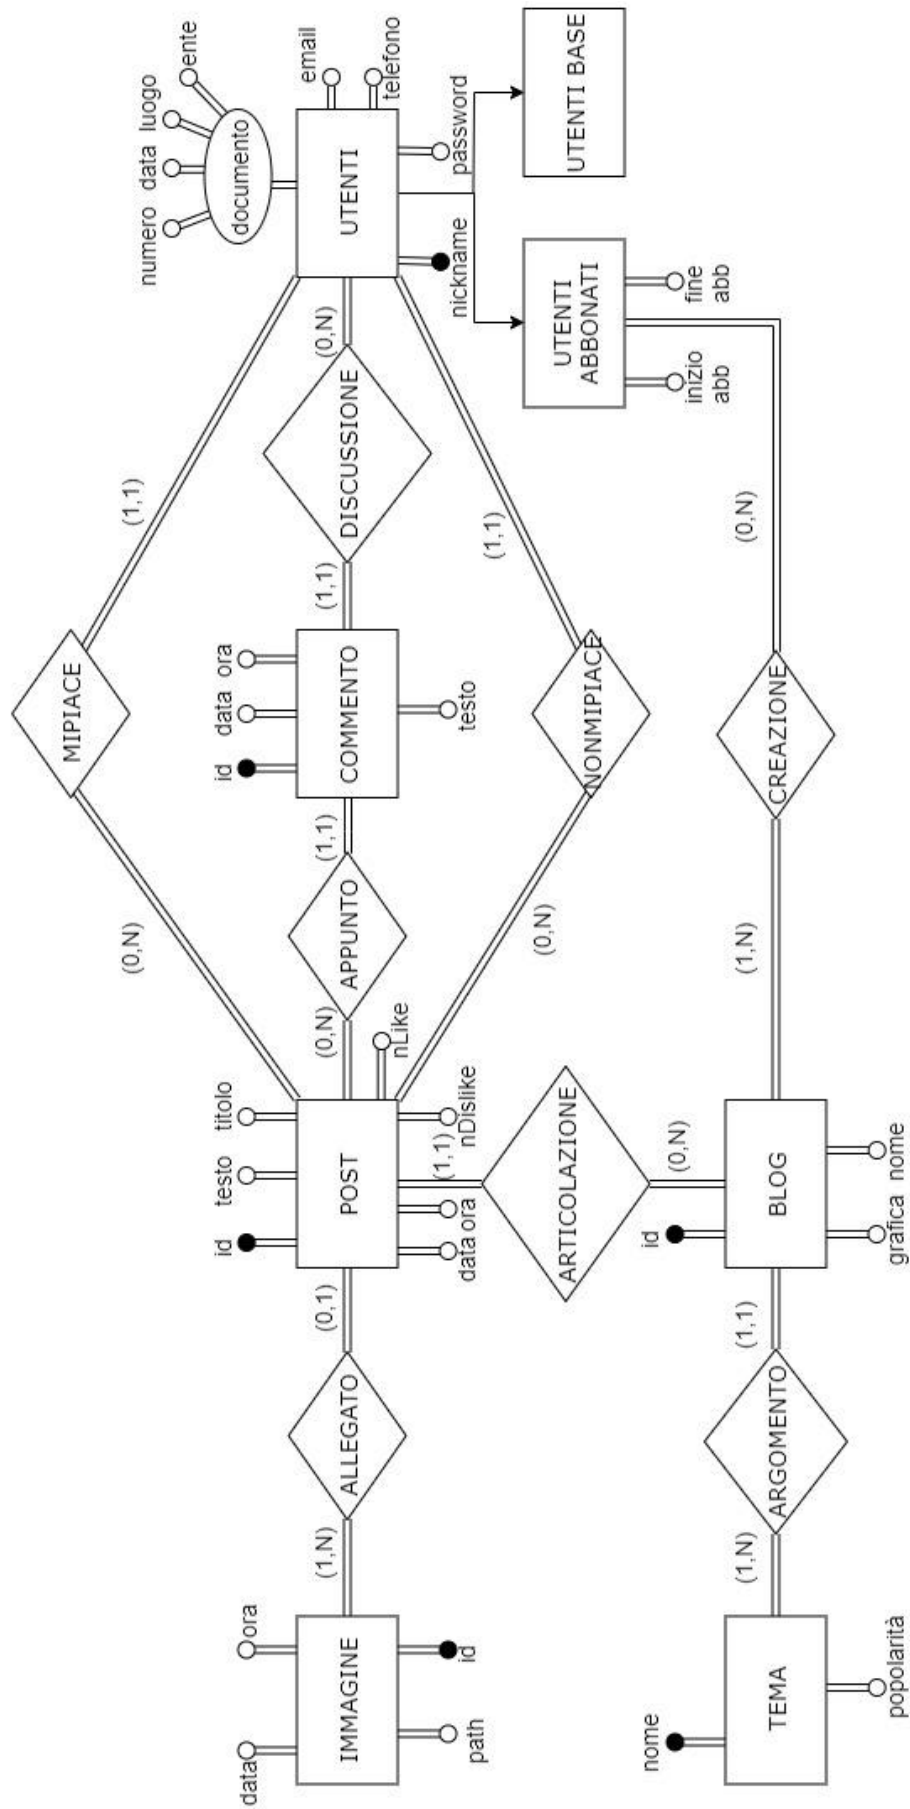 numero
data
luogo
ente
documento
email
telefono
UTENTI
password
nickname
UTENTI BASE
UTENTI
ABBONATI
inizio
abb
fine
abb
(1,1)
MIPIACE
(0,N)
(0,N)
DISCUSSIONE
(1,1)
id
data
ora
COMMENTO
testo
(1,1)
APPUNTO
(0,N)
(1,1)
NONMIPIACE
(0,N)
(0,N)
CREAZIONE
(1,N)
id
testo
titolo
POST
nLike
nDislike
data
ora
(1,1)
ARTICOLAZIONE
(0,N)
id
BLOG
grafica
nome
(0,1)
ALLEGATO
(1,N)
data
ora
IMMAGINE
path
id
(1,1)
ARGOMENTO
(1,N)
nome
TEMA
popolarità